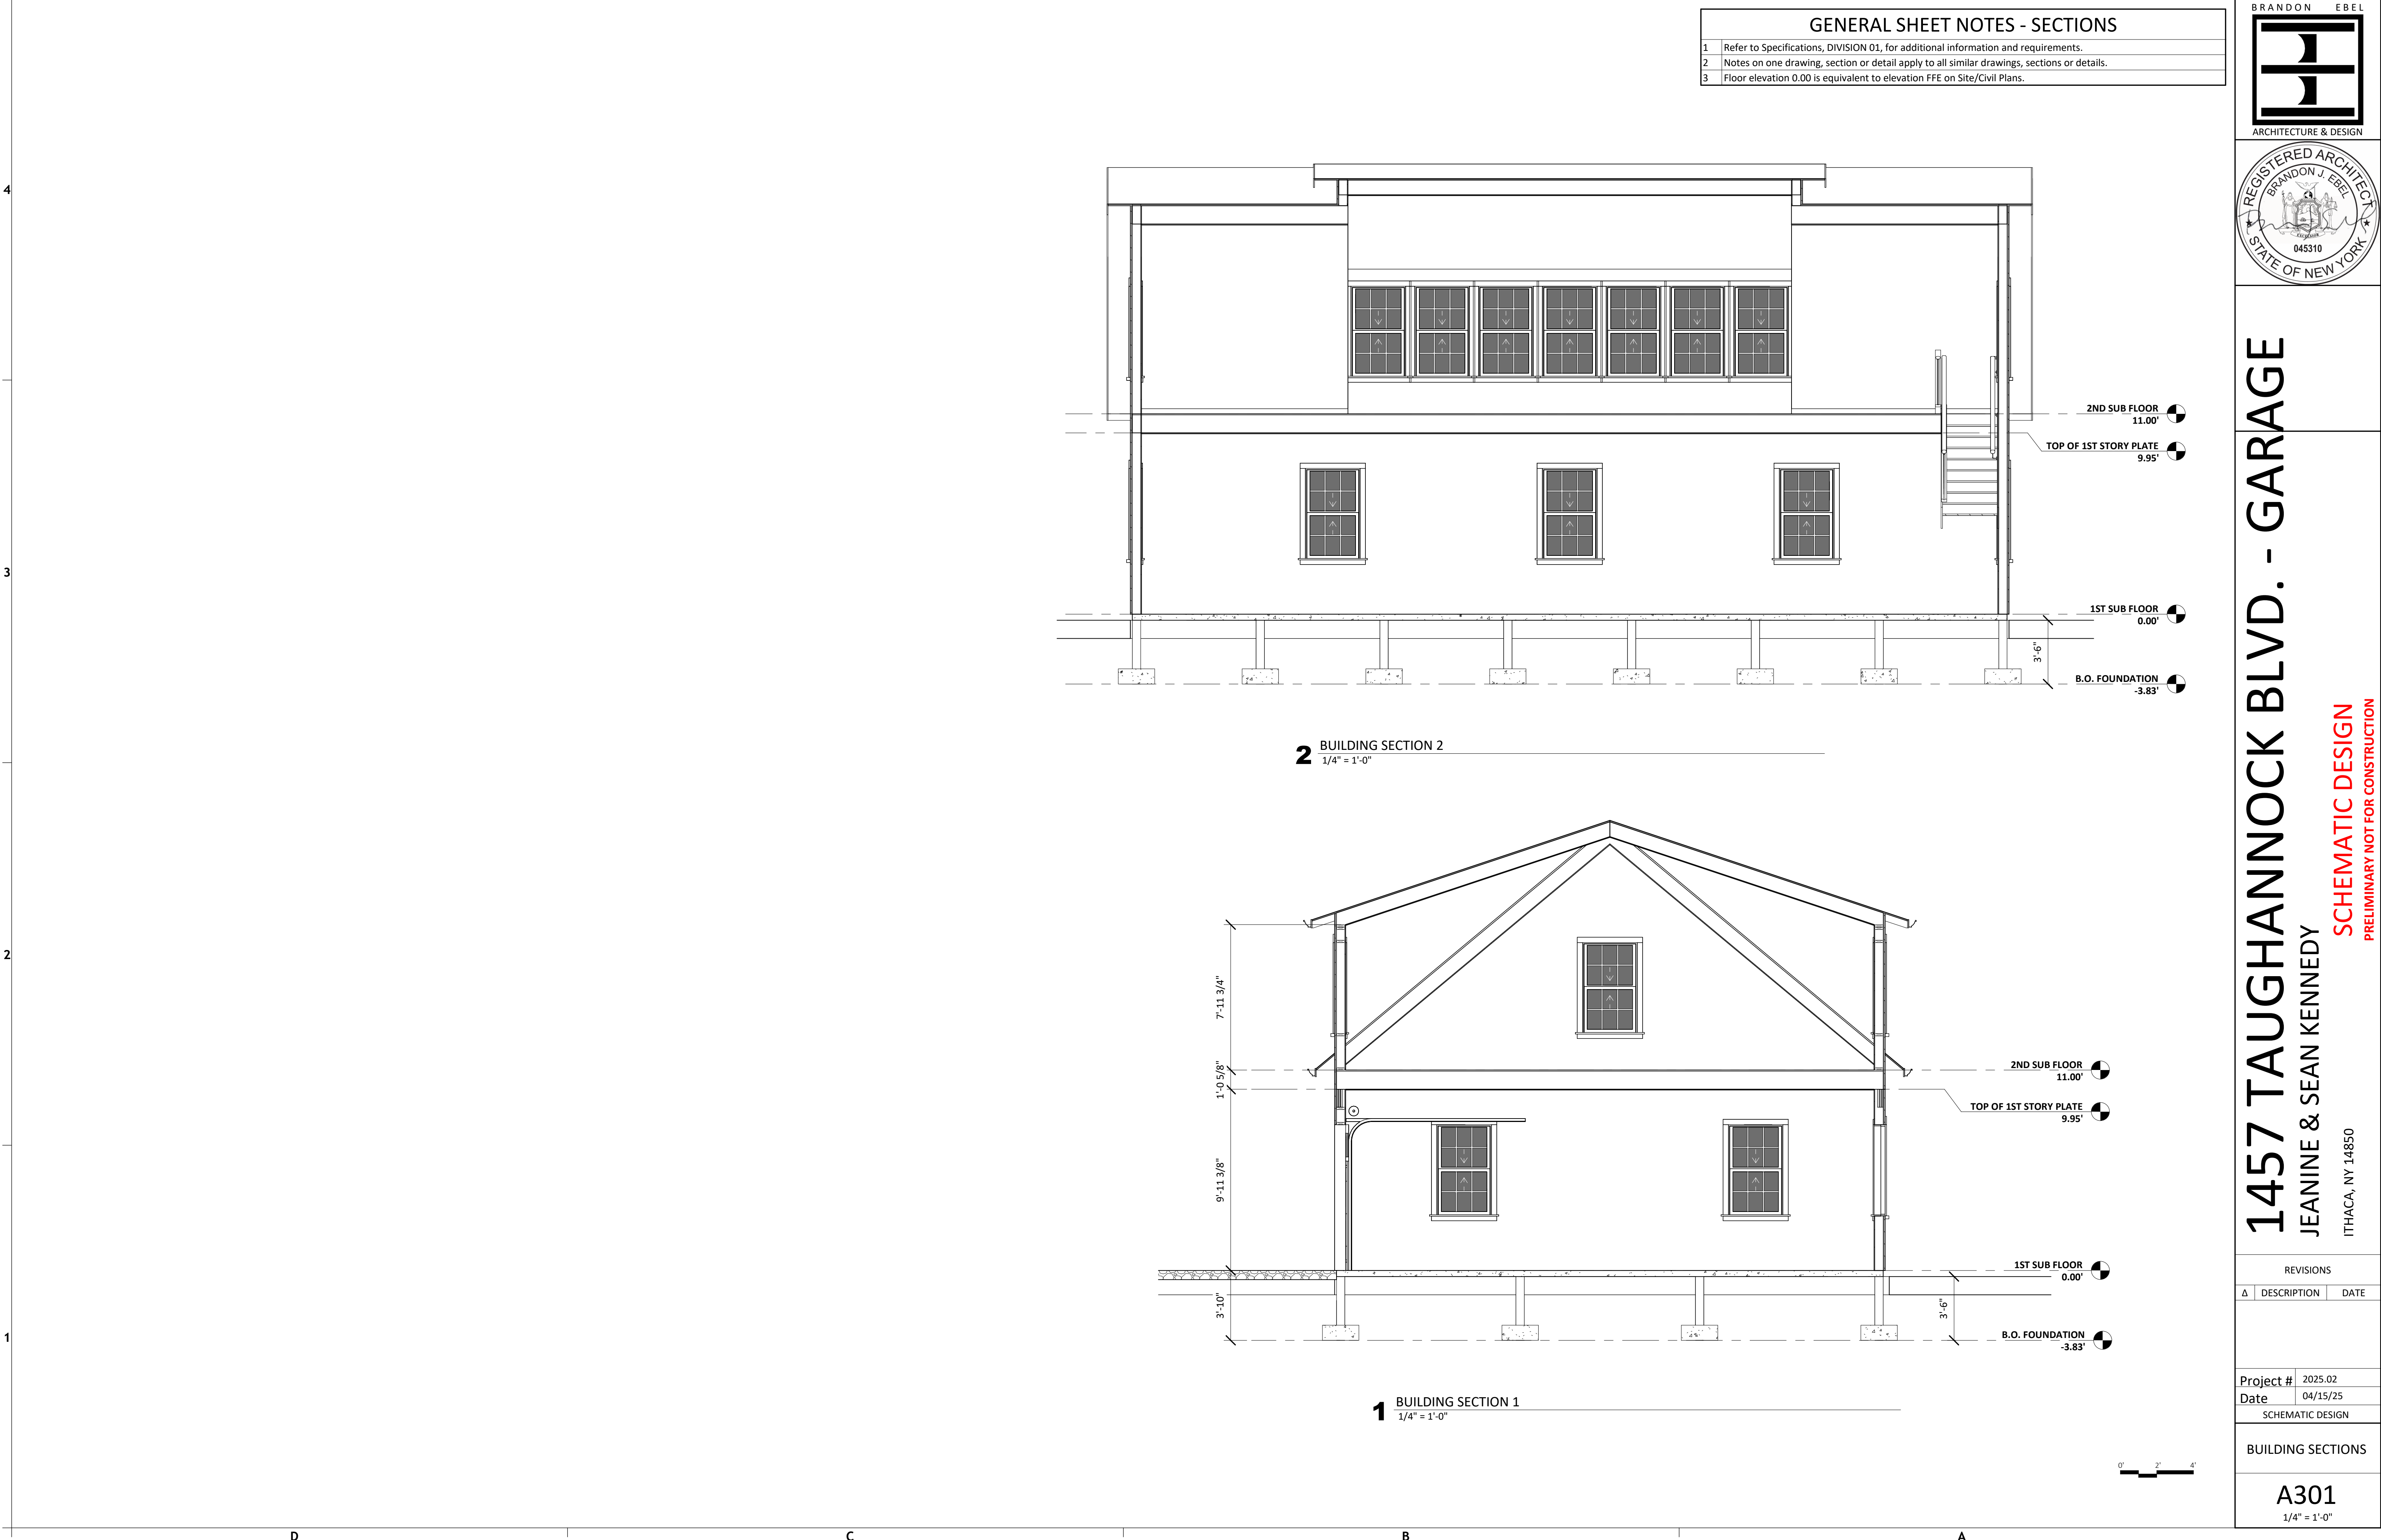 GENERAL SHEET NOTES - SECTIONS
1 Refer to Specifications, DIVISION 01, for additional information and requirements.
2 Notes on one drawing, section or detail apply to all similar drawings, sections or details.
3 Floor elevation 0.00 is equivalent to elevation FFE on Site/Civil Plans.
BRANDON EBEL
ARCHITECTURE & DESIGN
REGISTERED ARCHITECT
BRANDON J. EBEL
EXCELSIOR
045310
STATE OF NEW YORK
4
3
2
1
2ND SUB FLOOR
11.00'
TOP OF 1ST STORY PLATE
9.95'
1ST SUB FLOOR
0.00'
3'-6"
B.O. FOUNDATION
-3.83'
2 BUILDING SECTION 2
1/4" = 1'-0"
7'-11 3/4"
1'-0 5/8"
9'-11 3/8"
3'-10"
2ND SUB FLOOR
11.00'
TOP OF 1ST STORY PLATE
9.95'
1ST SUB FLOOR
0.00'
3'-6"
B.O. FOUNDATION
-3.83'
1 BUILDING SECTION 1
1/4" = 1'-0"
0' 2' 4'
D C B A
1457 TAUGHANNOCK BLVD. - GARAGE
JEANINE & SEAN KENNEDY
ITHACA, NY 14850
SCHEMATIC DESIGN
PRELIMINARY NOT FOR CONSTRUCTION
REVISIONS
Δ DESCRIPTION DATE
Project # 2025.02
Date 04/15/25
SCHEMATIC DESIGN
BUILDING SECTIONS
A301
1/4" = 1'-0"